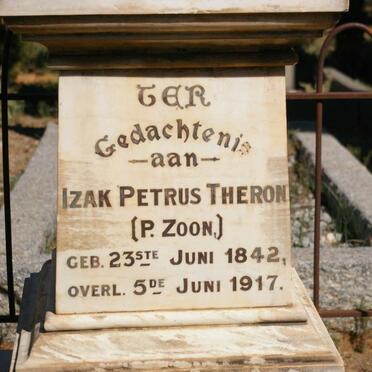 TER
Gedachtenis
aan
IZAK PETRUS THERON
(P. ZOON,)
GEB. 23STE JUNI 1842,
OVERL. 5DE JUNI 1917.